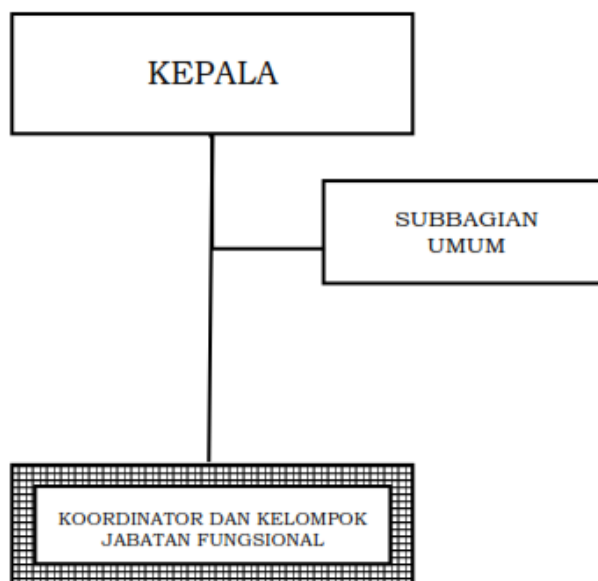 KEPALA
SUBBAGIAN
UMUM
KOORDINATOR DAN KELOMPOK
JABATAN FUNGSIONAL